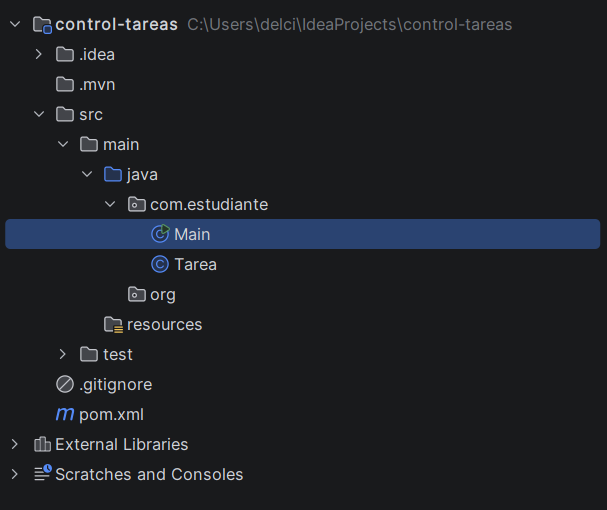 control-tareas C:\Users\delci\IdeaProjects\control-tareas
.idea
.mvn
src
main
java
com.estudiante
Main
Tarea
org
resources
test
.gitignore
pom.xml
External Libraries
Scratches and Consoles